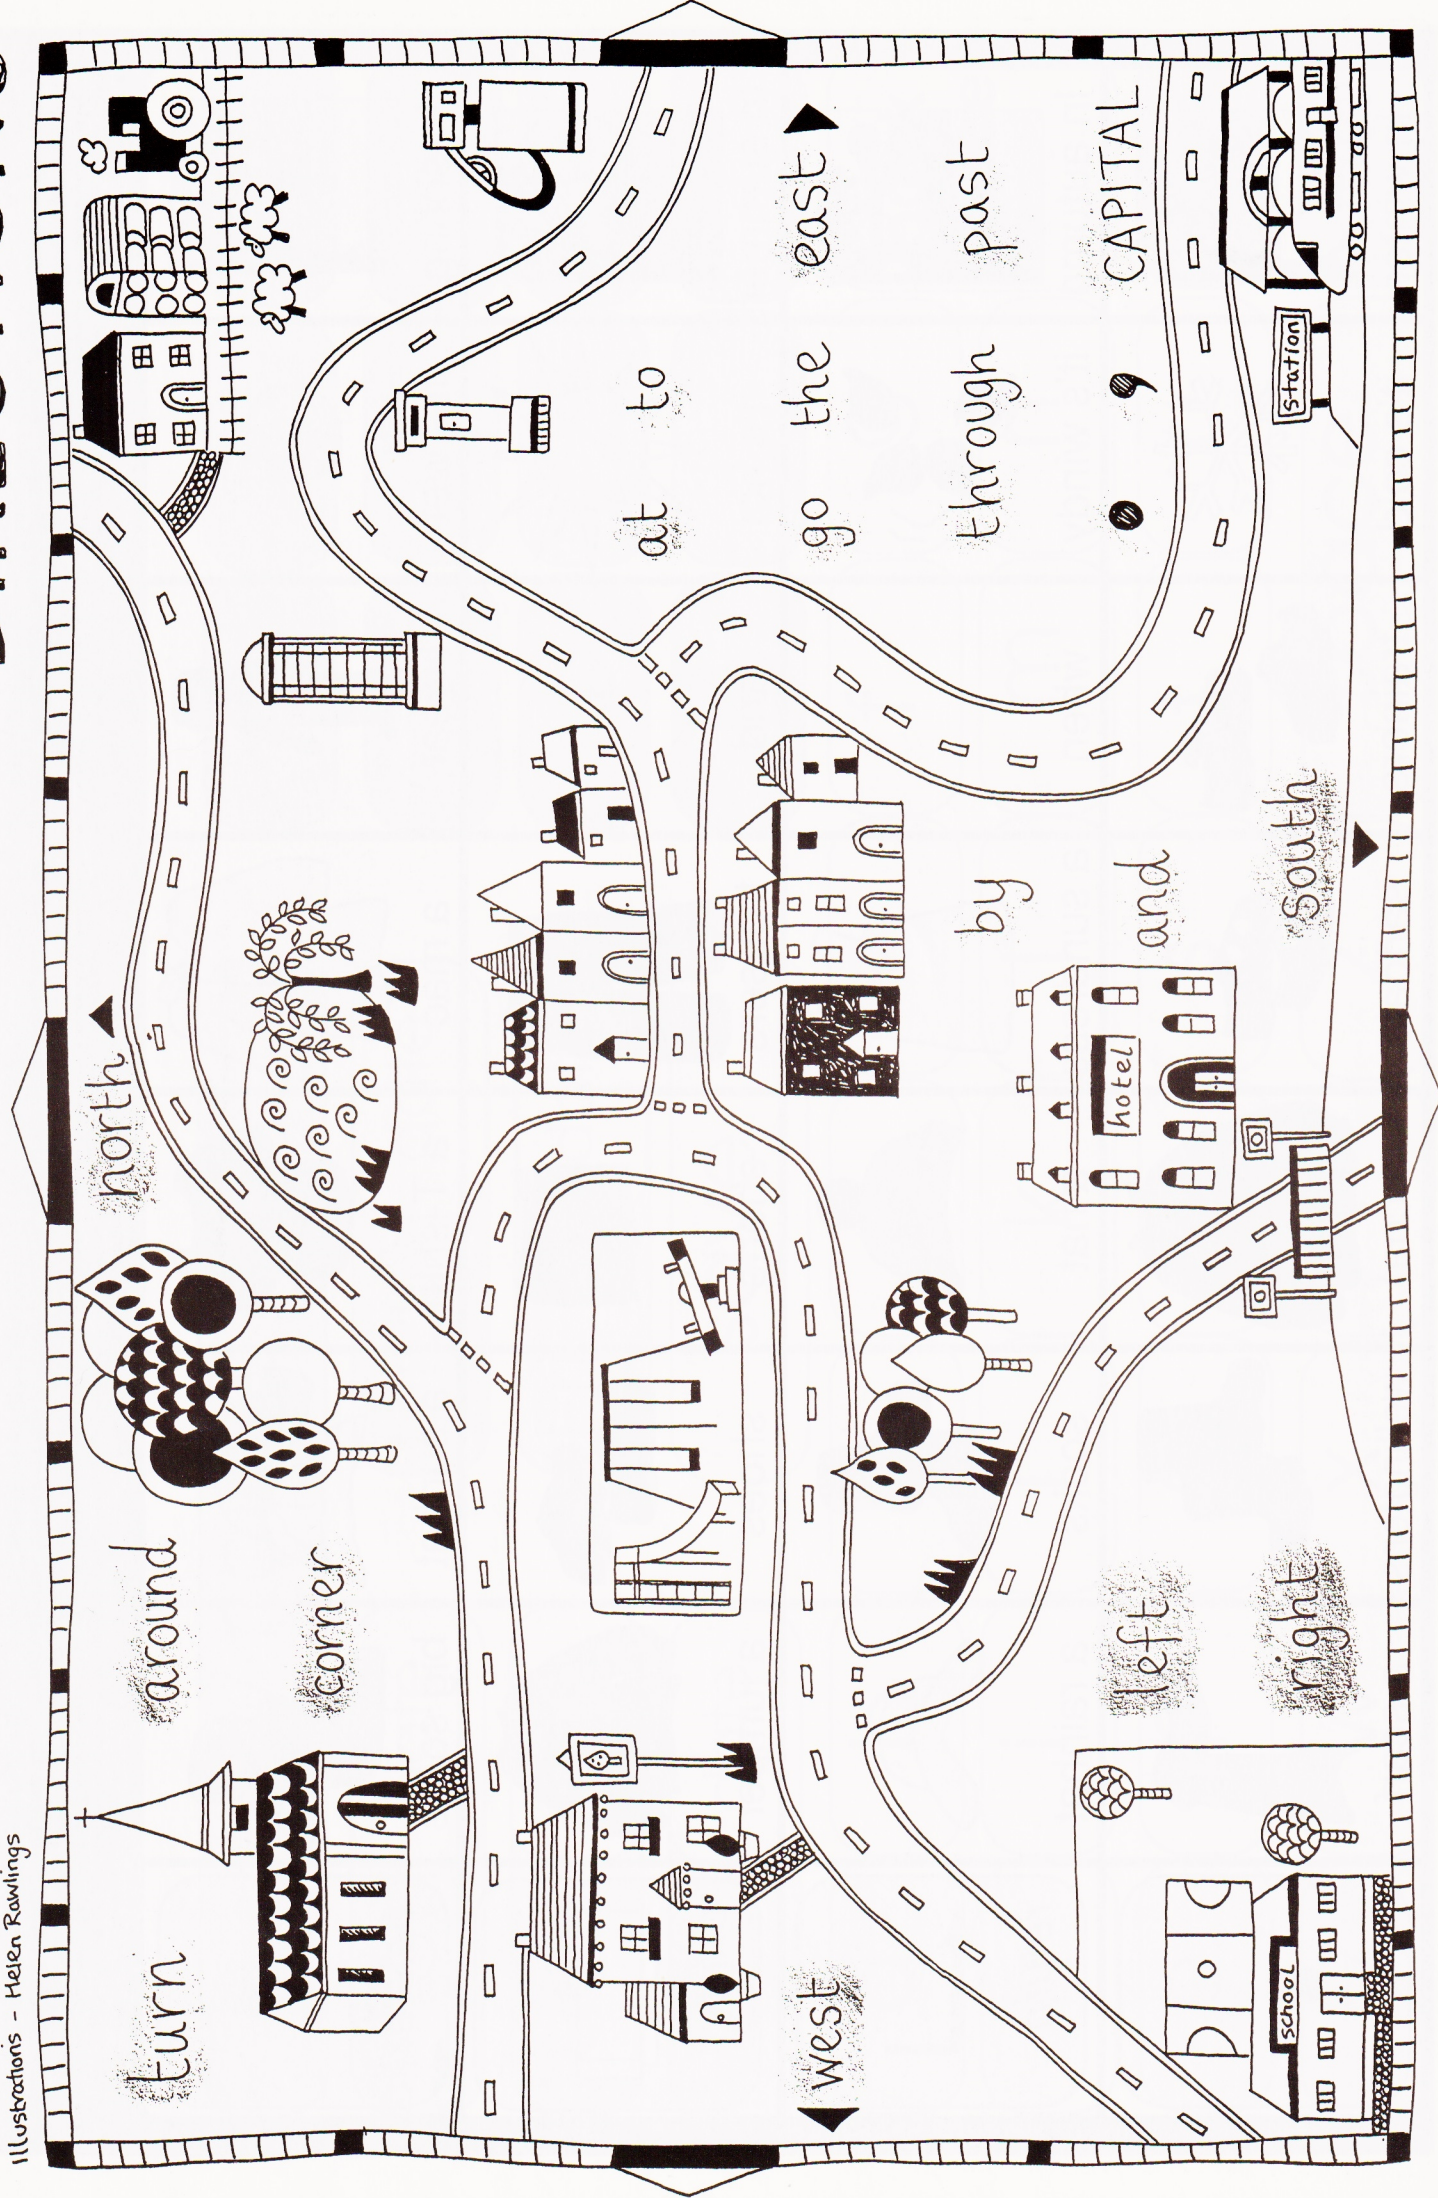 Illustrations - Helen Rawlings
turn
around
north
corner
at to
west
go the east
by
through past
left
hotel
and
. , CAPITAL
school
right
south
station